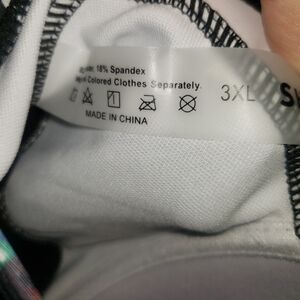 18% Spandex
Colored Clothes Separately.
MADE IN CHINA
3XL